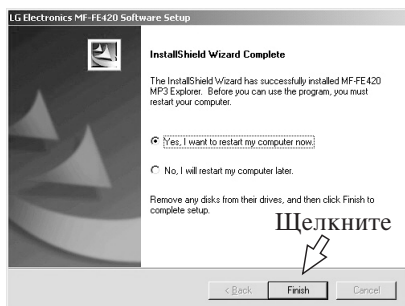 LG Electronics MF-FE420 Software Setup
InstallShield Wizard Complete
The InstallShield Wizard has successfully installed MF-FE420
MP3 Explorer. Before you can use the program, you must
restart your computer.
Yes, I want to restart my computer now.
No, I will restart my computer later.
Remove any disks from their drives, and then click Finish to
complete setup.
Щелкните
< Back Finish Cancel